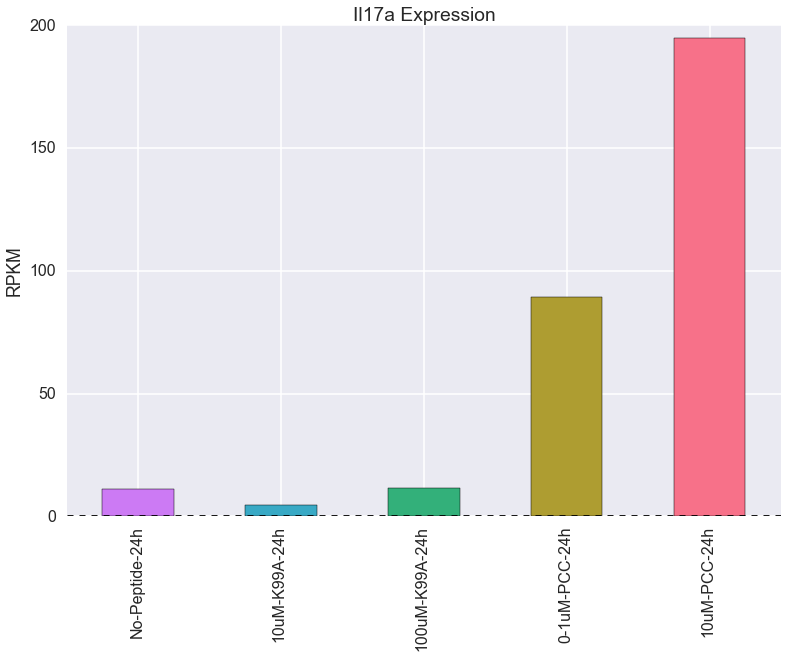 Il17a Expression
200
150
100
50
0
RPKM
No-Peptide-24h
10uM-K99A-24h
100uM-K99A-24h
0-1uM-PCC-24h
10uM-PCC-24h